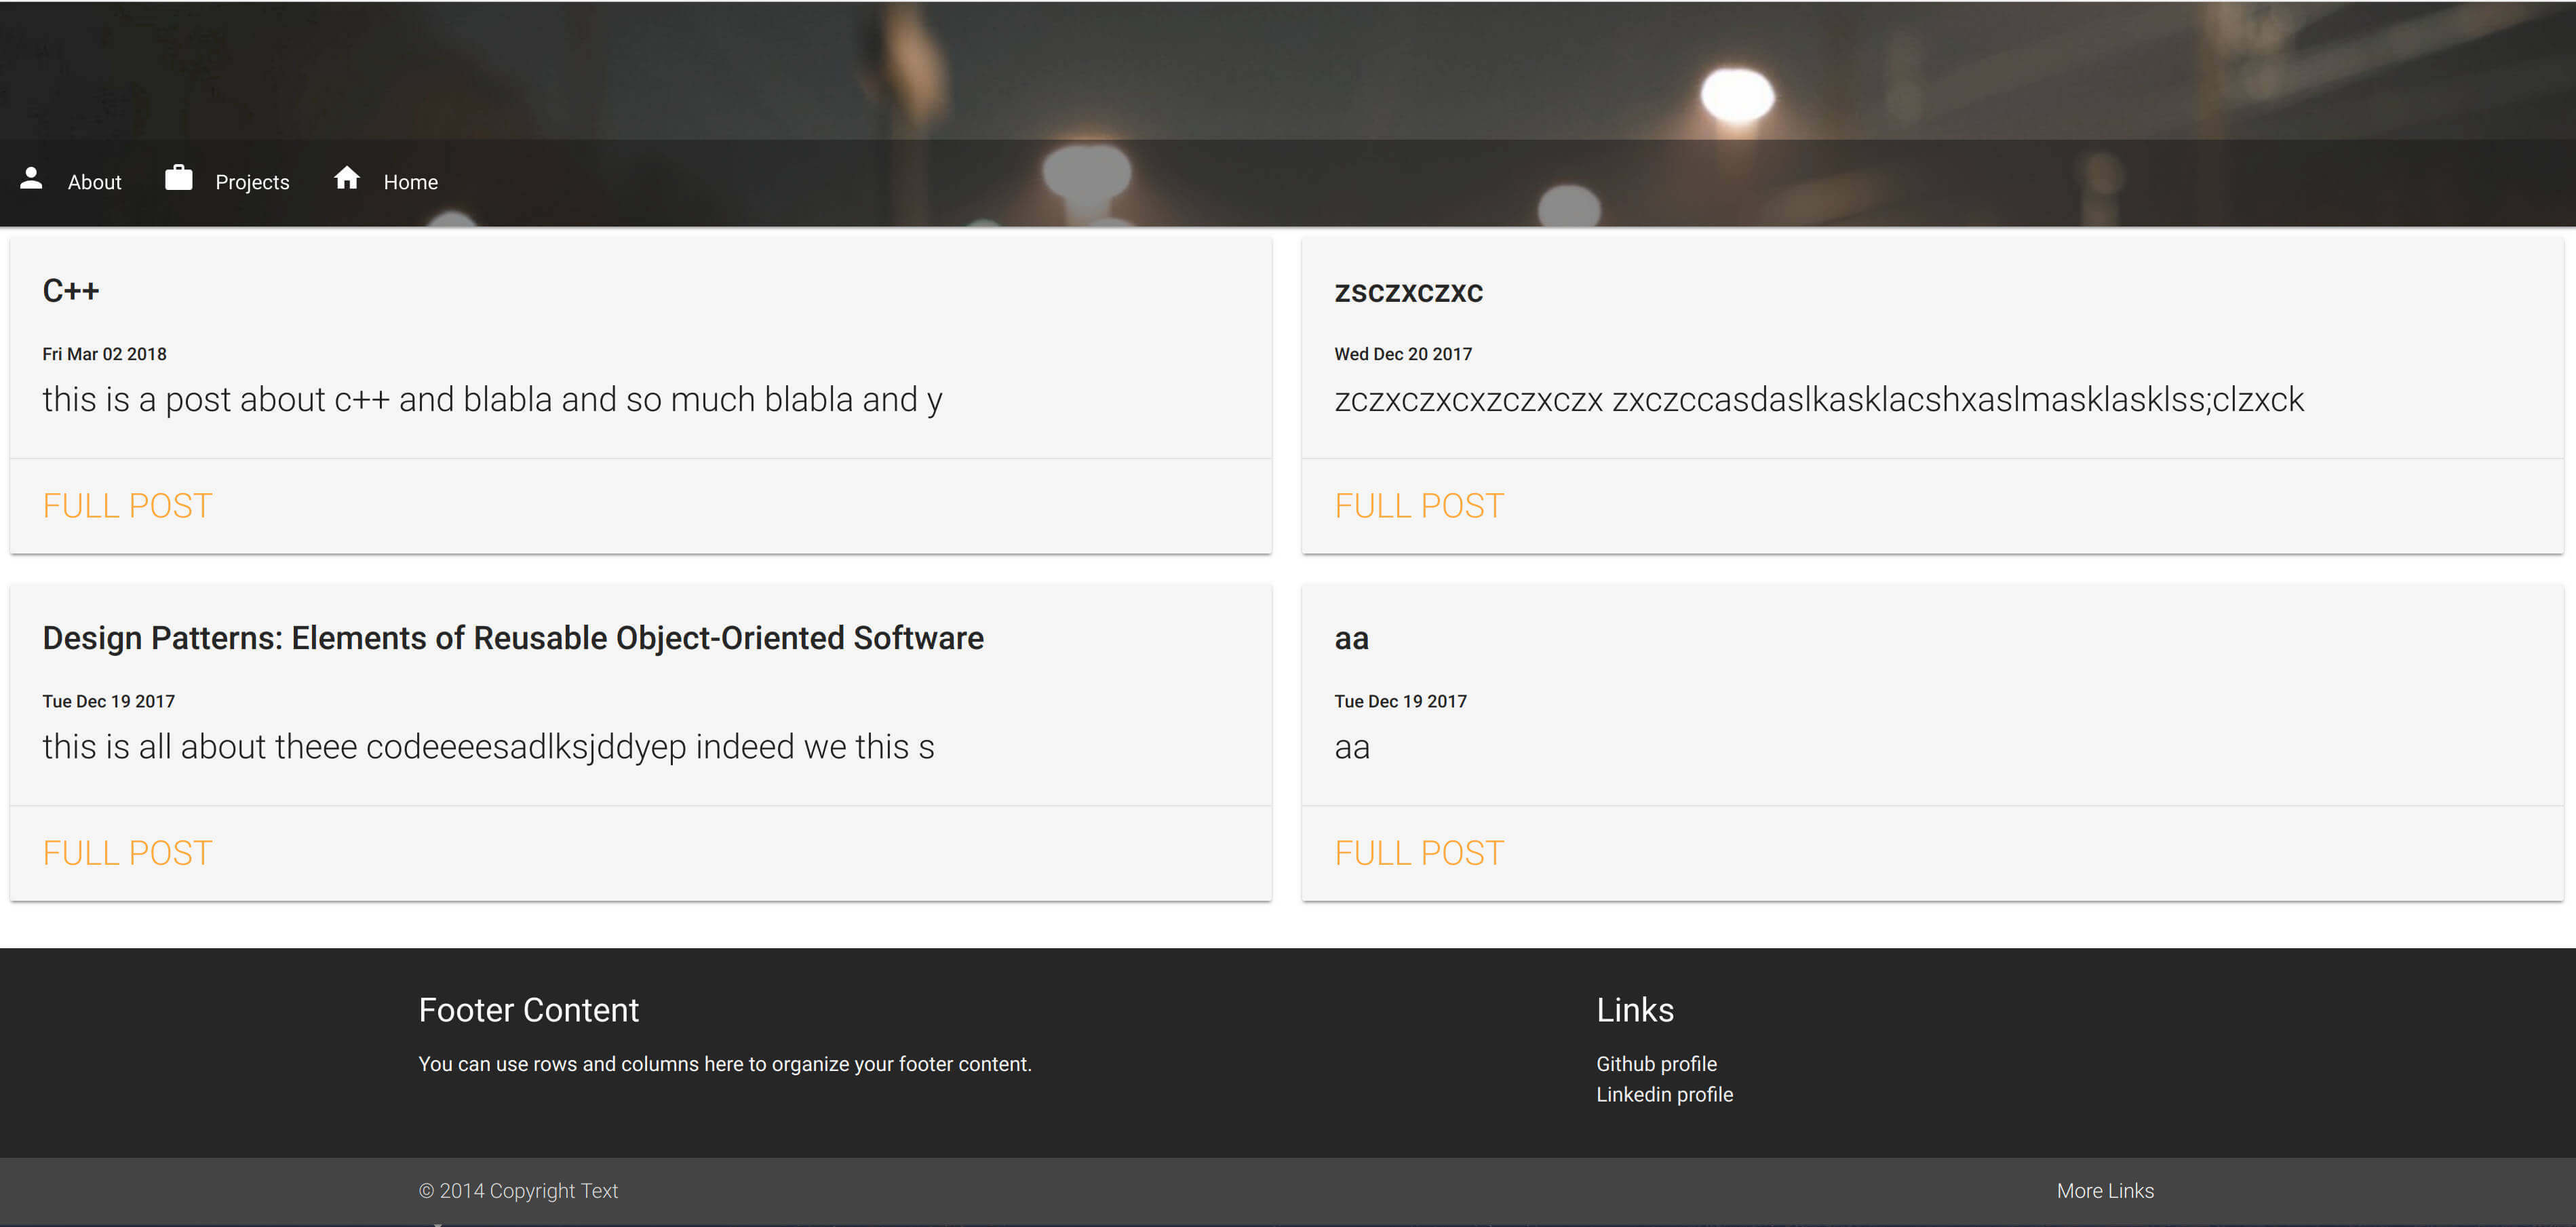 About Projects Home
C++
Fri Mar 02 2018
this is a post about c++ and blabla and so much blabla and y
FULL POST
zsczxczxc
Wed Dec 20 2017
zczxczxcxzczxczx zxczccasdaslkasklacshxaslmasklasklss;clzxck
FULL POST
Design Patterns: Elements of Reusable Object-Oriented Software
Tue Dec 19 2017
this is all about theee codeeeesadlksjddyep indeed we this s
FULL POST
aa
Tue Dec 19 2017
aa
FULL POST
Footer Content
You can use rows and columns here to organize your footer content.
Links
Github profile
Linkedin profile
© 2014 Copyright Text
More Links